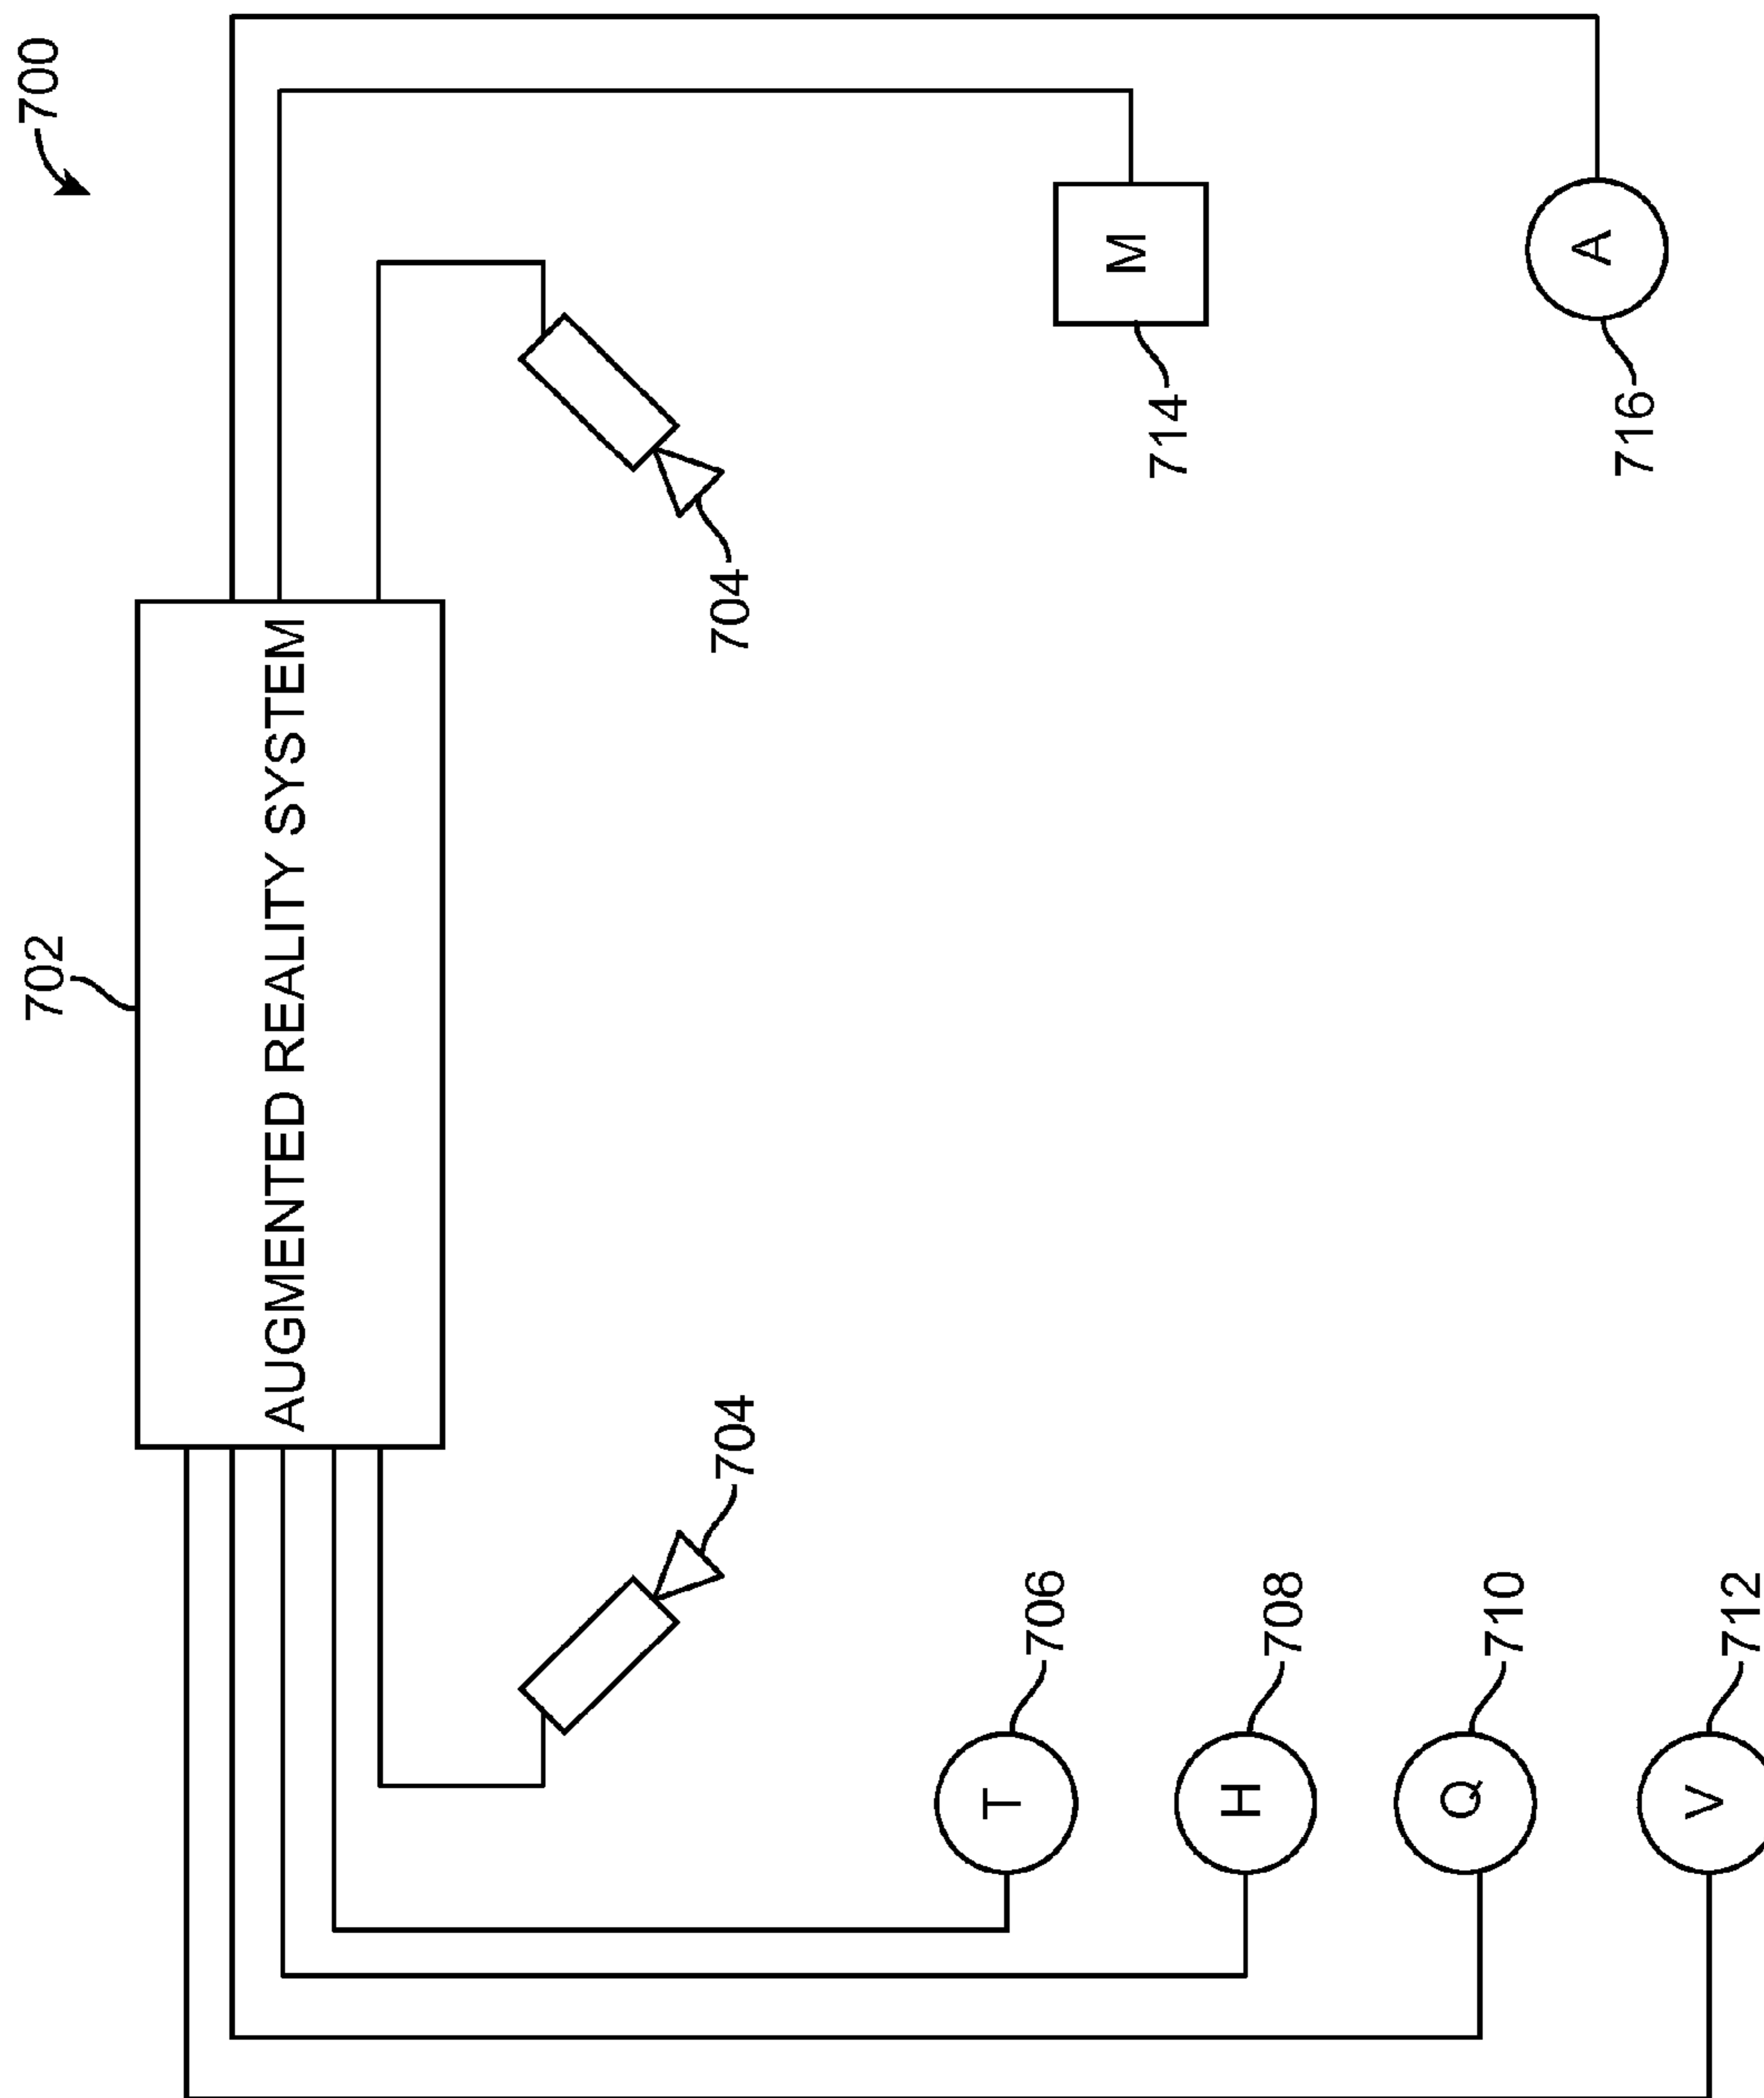 700
702
AUGMENTED REALITY SYSTEM
704
704
T
706
H
708
Q
710
V
712
M
714
A
716